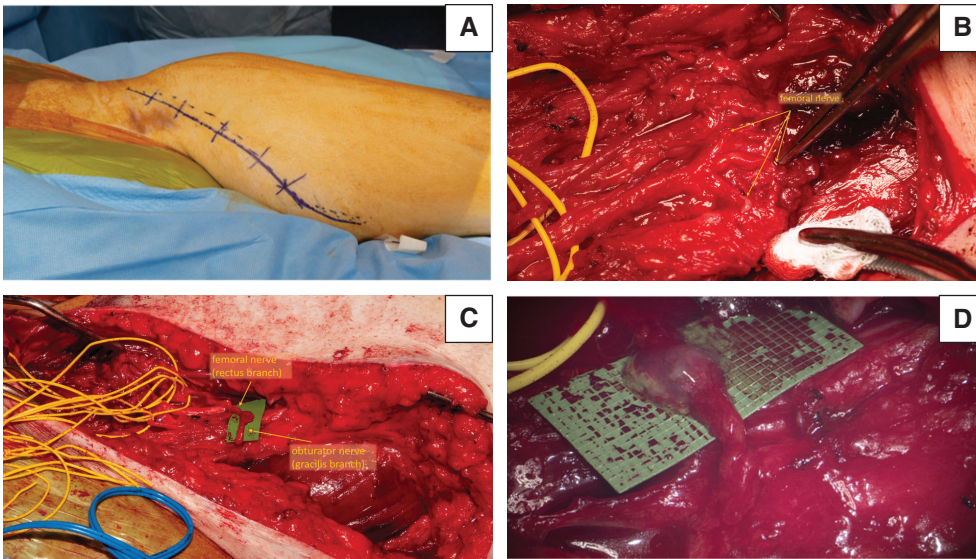 A
B
femoral nerve
C
femoral nerve
(rectus branch)
obturator nerve
(gracilis branch)
D